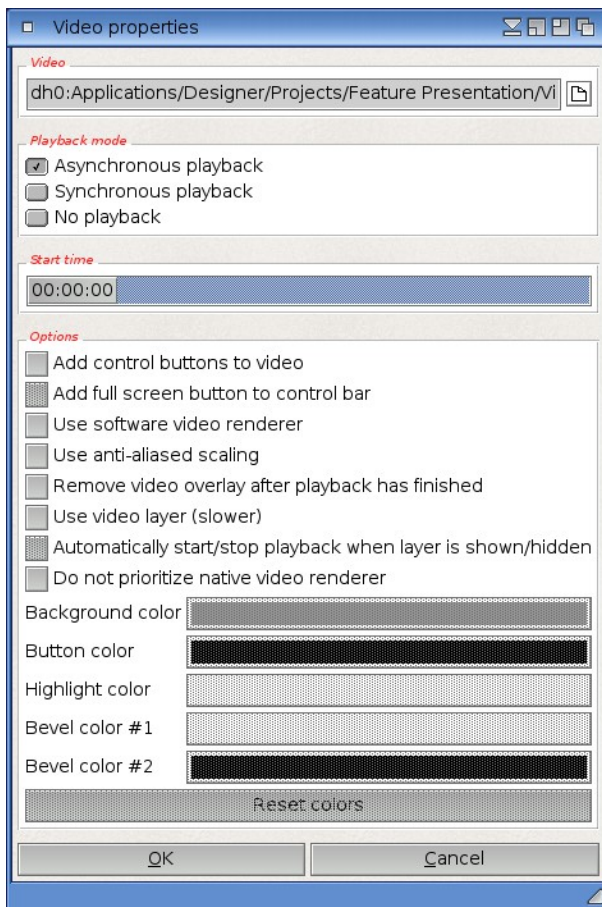 Video properties
Video
dh0:Applications/Designer/Projects/Feature Presentation/Vi
Playback mode
Asynchronous playback
Synchronous playback
No playback
Start time
00:00:00
Options
Add control buttons to video
Add full screen button to control bar
Use software video renderer
Use anti-aliased scaling
Remove video overlay after playback has finished
Use video layer (slower)
Automatically start/stop playback when layer is shown/hidden
Do not prioritize native video renderer
Background color
Button color
Highlight color
Bevel color #1
Bevel color #2
Reset colors
OK Cancel